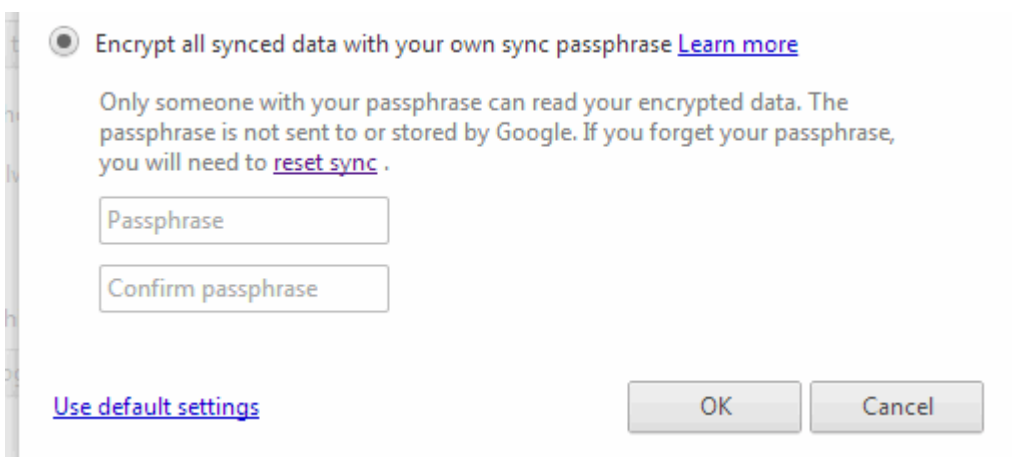 Encrypt all synced data with your own sync passphrase Learn more
Only someone with your passphrase can read your encrypted data. The
passphrase is not sent to or stored by Google. If you forget your passphrase,
you will need to reset sync .
Passphrase
Confirm passphrase
Use default settings
OK
Cancel